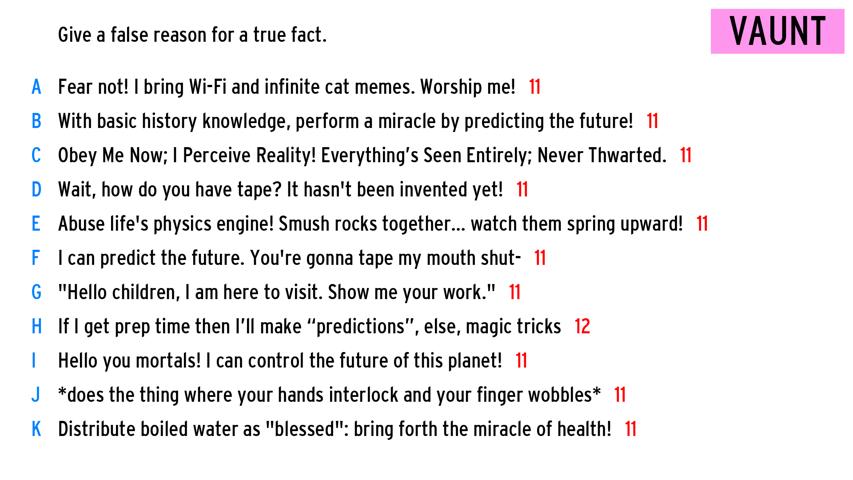 Give a false reason for a true fact.
VAUNT
A Fear not! I bring Wi-Fi and infinite cat memes. Worship me! 11
B With basic history knowledge, perform a miracle by predicting the future! 11
C Obey Me Now; I Perceive Reality! Everything’s Seen Entirely; Never Thwarted. 11
D Wait, how do you have tape? It hasn't been invented yet! 11
E Abuse life's physics engine! Smush rocks together... watch them spring upward! 11
F I can predict the future. You're gonna tape my mouth shut- 11
G "Hello children, I am here to visit. Show me your work." 11
H If I get prep time then I’ll make “predictions”, else, magic tricks 12
I Hello you mortals! I can control the future of this planet! 11
J *does the thing where your hands interlock and your finger wobbles* 11
K Distribute boiled water as "blessed": bring forth the miracle of health! 11